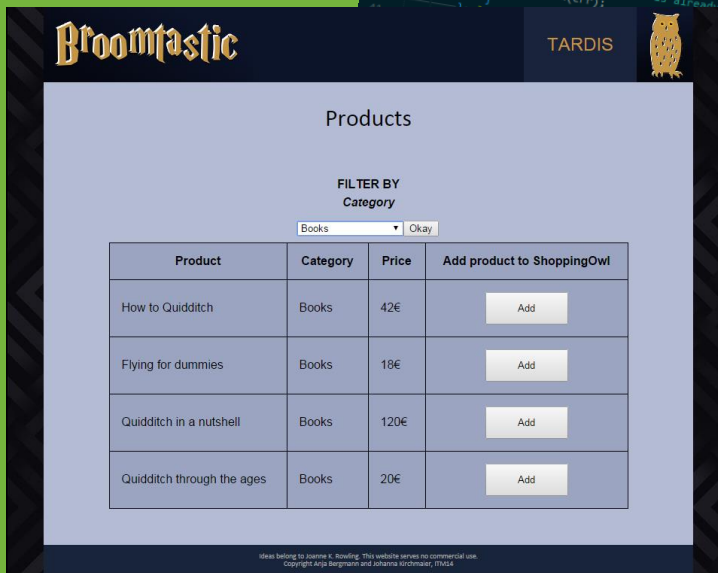 Broomtastic
TARDIS
Products
FILTER BY
Category
Books
Okay
Product Category Price Add product to ShoppingOwl
How to Quidditch Books 42€ Add
Flying for dummies Books 18€ Add
Quidditch in a nutshell Books 120€ Add
Quidditch through the ages Books 20€ Add
Ideas belong to Joanne K. Rowling. This website serves no commercial use.
Copyright Anja Bergmann and Johanna Kirchmaier, ITM14